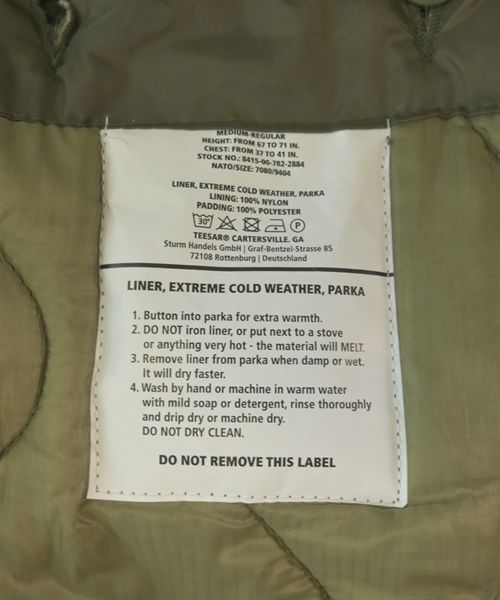 MEDIUM-REGULAR
HEIGHT: FROM 67 TO 71 IN.
CHEST: FROM 37 TO 41 IN.
STOCK NO.: 8415-00-782-2884
NATO/SIZE: 7080/9404
LINER, EXTREME COLD WEATHER, PARKA
LINING: 100% NYLON
PADDING: 100% POLYESTER
30° P
TEESAR® CARTERSVILLE. GA
Sturm Handels GmbH | Graf-Bentzel-Strasse 85
72108 Rottenburg | Deutschland
LINER, EXTREME COLD WEATHER, PARKA
1. Button into parka for extra warmth.
2. DO NOT iron liner, or put next to a stove
or anything very hot - the material will MELT.
3. Remove liner from parka when damp or wet.
It will dry faster.
4. Wash by hand or machine in warm water
with mild soap or detergent, rinse thoroughly
and drip dry or machine dry.
DO NOT DRY CLEAN.
DO NOT REMOVE THIS LABEL